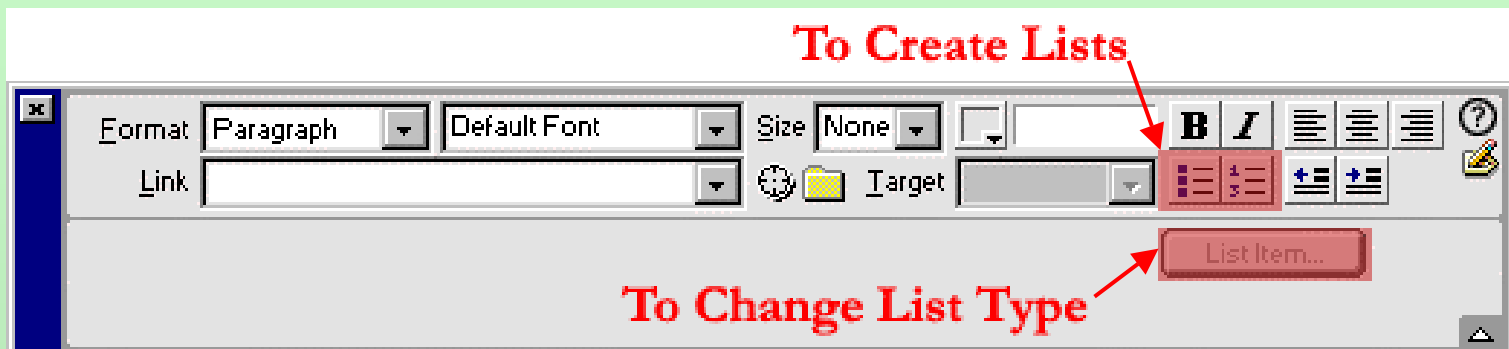 To Create Lists
Format Paragraph Default Font Size None B I
Link Target
List Item...
To Change List Type